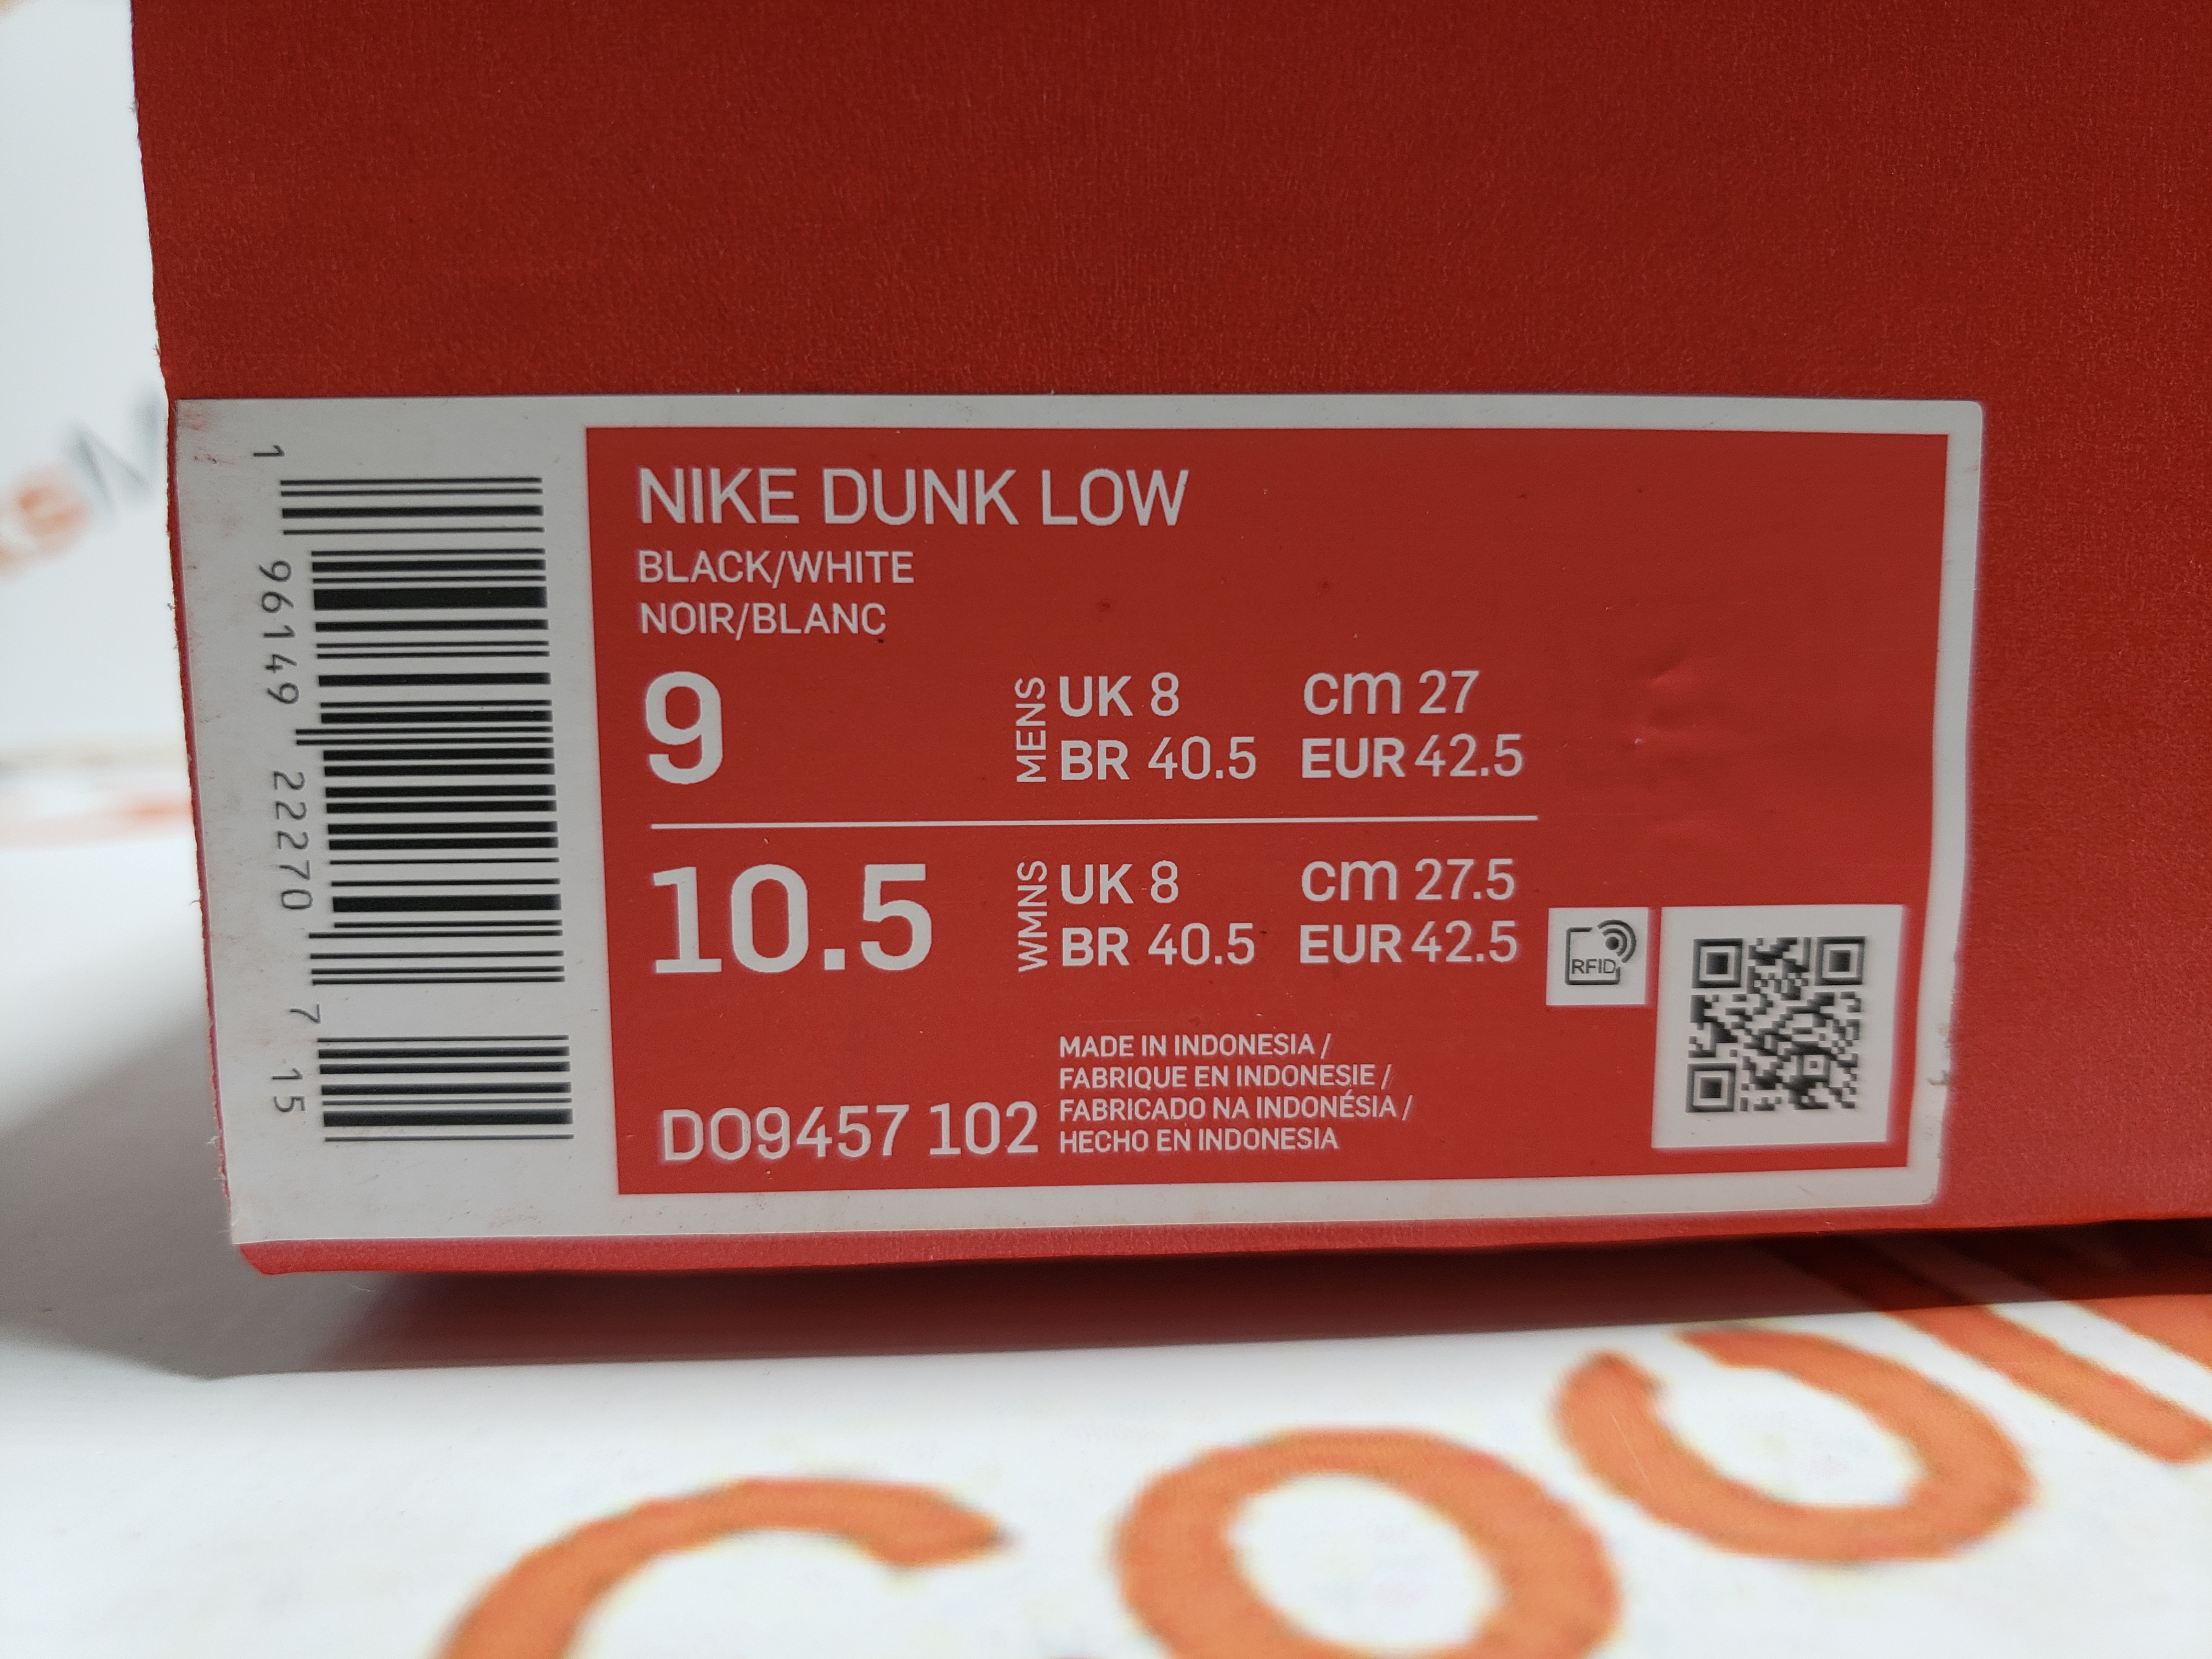 NIKE DUNK LOW
BLACK/WHITE
NOIR/BLANC
9
MENS
UK 8 cm 27
BR 40.5 EUR 42.5
10.5
WMNS
UK 8 cm 27.5
BR 40.5 EUR 42.5
RFID
MADE IN INDONESIA /
FABRIQUE EN INDONESIE /
FABRICADO NA INDONÉSIA /
HECHO EN INDONESIA
DO9457 102
1 96149 22270 7 15